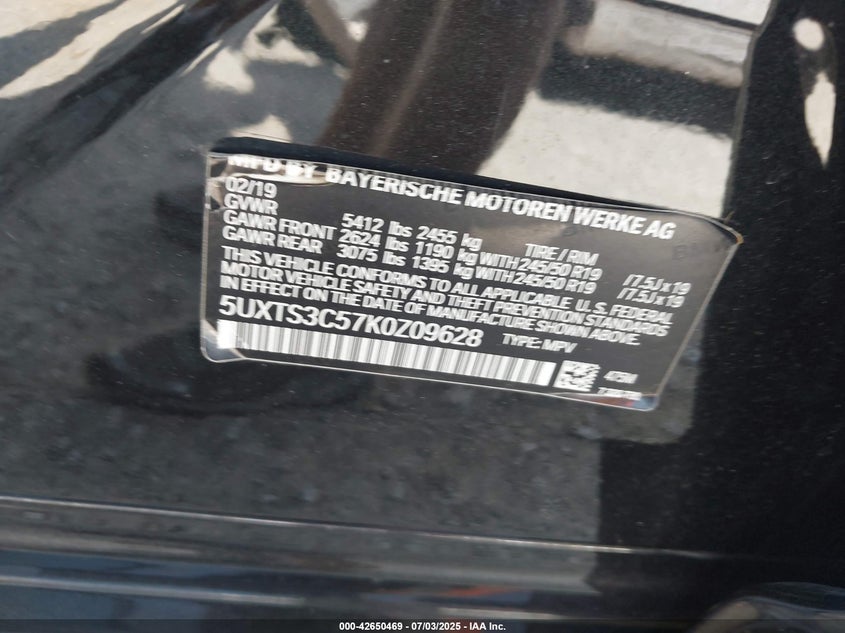 MFD BY BAYERISCHE MOTOREN WERKE AG
02/19
GVWR 5412 lbs 2455 kg TIRE / RIM
GAWR FRONT 2624 lbs 1190 kg WITH 245/50 R19 /7.5J x 19
GAWR REAR 3075 lbs 1395 kg WITH 245/50 R19 /7.5J x 19
THIS VEHICLE CONFORMS TO ALL APPLICABLE U. S. FEDERAL
MOTOR VEHICLE SAFETY AND THEFT PREVENTION STANDARDS
IN EFFECT ON THE DATE OF MANUFACTURE SHOWN ABOVE.
5UXTS3C57K0Z09628 TYPE: MPV
000-42650469 - 07/03/2025 - IAA Inc.